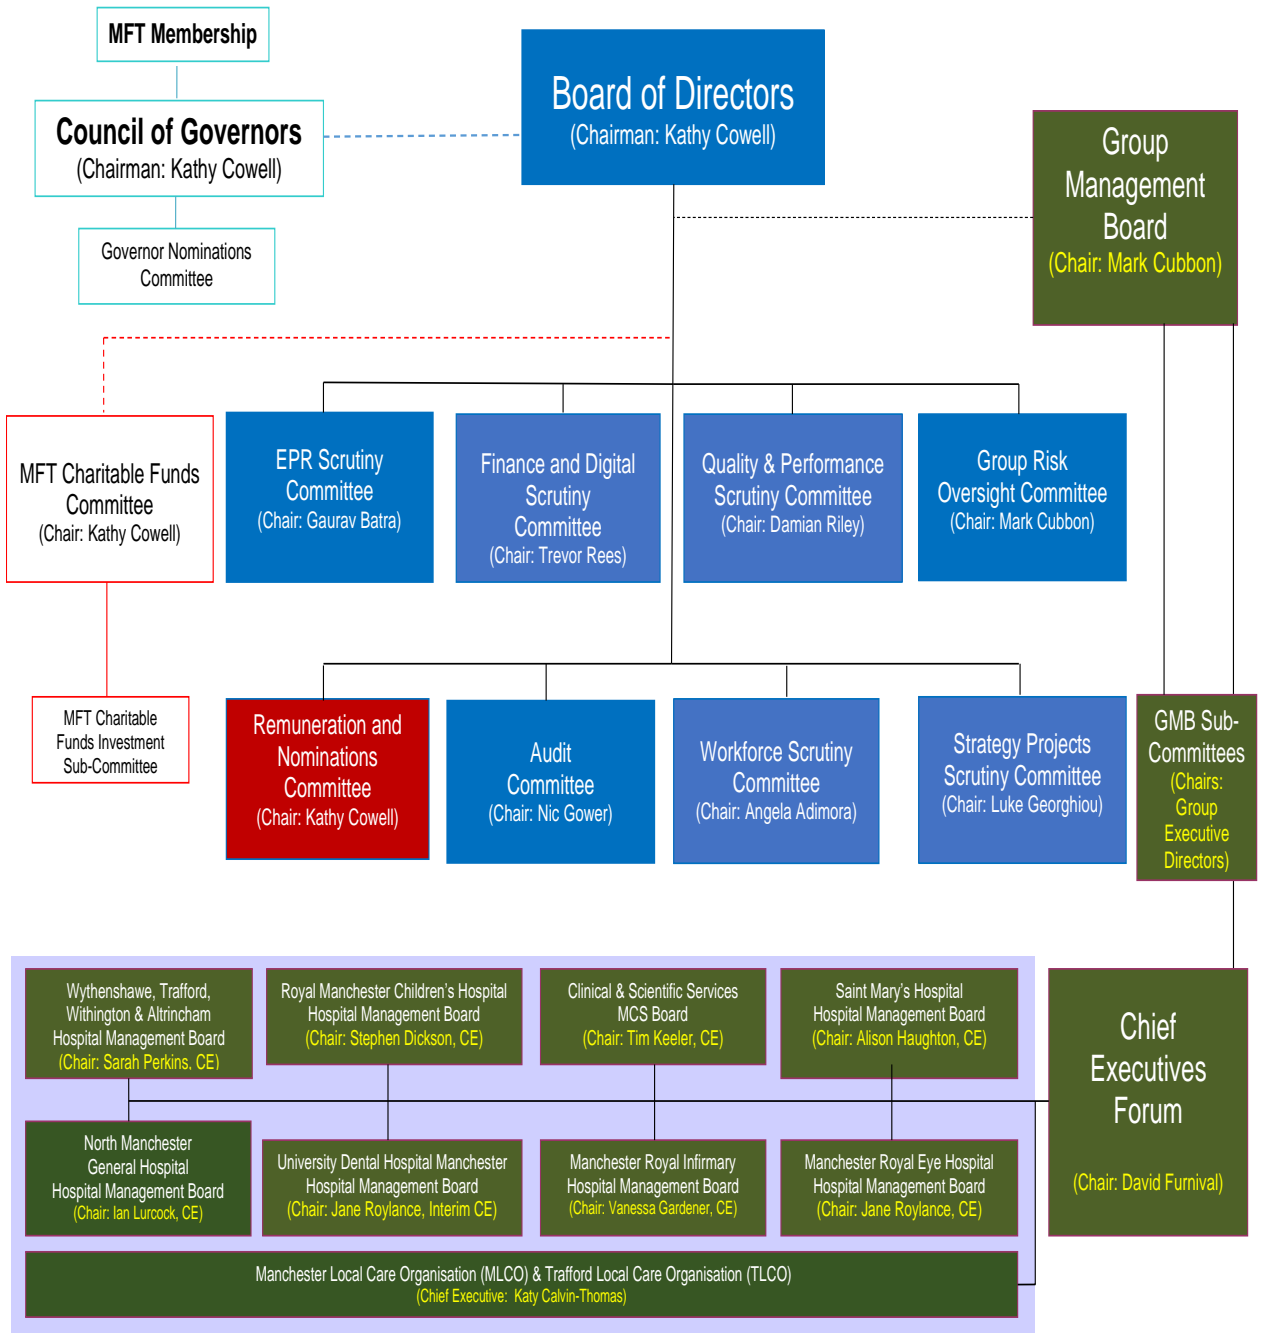 MFT Membership
Council of Governors
(Chairman: Kathy Cowell)
Governor Nominations
Committee
Board of Directors
(Chairman: Kathy Cowell)
Group
Management
Board
(Chair: Mark Cubbon)
MFT Charitable Funds
Committee
(Chair: Kathy Cowell)
EPR Scrutiny
Committee
(Chair: Gaurav Batra)
Finance and Digital
Scrutiny
Committee
(Chair: Trevor Rees)
Quality & Performance
Scrutiny Committee
(Chair: Damian Riley)
Group Risk
Oversight Committee
(Chair: Mark Cubbon)
MFT Charitable
Funds Investment
Sub-Committee
Remuneration and
Nominations
Committee
(Chair: Kathy Cowell)
Audit
Committee
(Chair: Nic Gower)
Workforce Scrutiny
Committee
(Chair: Angela Adimora)
Strategy Projects
Scrutiny Committee
(Chair: Luke Georghiou)
GMB Sub-
Committees
(Chairs:
Group
Executive
Directors)
Wythenshawe, Trafford,
Withington & Altrincham
Hospital Management Board
(Chair: Sarah Perkins, CE)
Royal Manchester Children's Hospital
Hospital Management Board
(Chair: Stephen Dickson, CE)
Clinical & Scientific Services
MCS Board
(Chair: Tim Keeler, CE)
Saint Mary's Hospital
Hospital Management Board
(Chair: Alison Haughton, CE)
Chief
Executives
Forum
(Chair: David Furnival)
North Manchester
General Hospital
Hospital Management Board
(Chair: Ian Lurcock, CE)
University Dental Hospital Manchester
Hospital Management Board
(Chair: Jane Roylance, Interim CE)
Manchester Royal Infirmary
Hospital Management Board
(Chair: Vanessa Gardener, CE)
Manchester Royal Eye Hospital
Hospital Management Board
(Chair: Jane Roylance, CE)
Manchester Local Care Organisation (MLCO) & Trafford Local Care Organisation (TLCO)
(Chief Executive: Katy Calvin-Thomas)